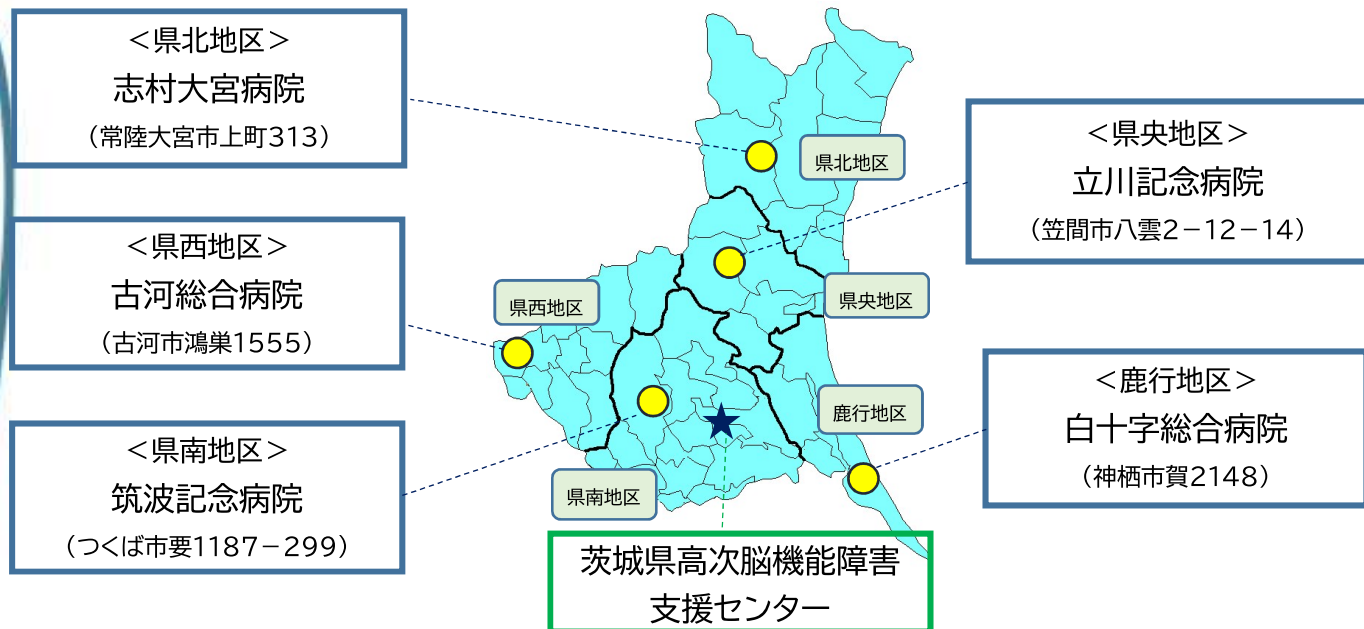 <県北地区>
志村大宮病院
(常陸大宮市上町313)
<県西地区>
古河総合病院
(古河市鴻巣1555)
<県南地区>
筑波記念病院
(つくば市要1187-299)
<県央地区>
立川記念病院
(笠間市八雲2-12-14)
<鹿行地区>
白十字総合病院
(神栖市賀2148)
県北地区
県央地区
県西地区
鹿行地区
県南地区
茨城県高次脳機能障害
支援センター